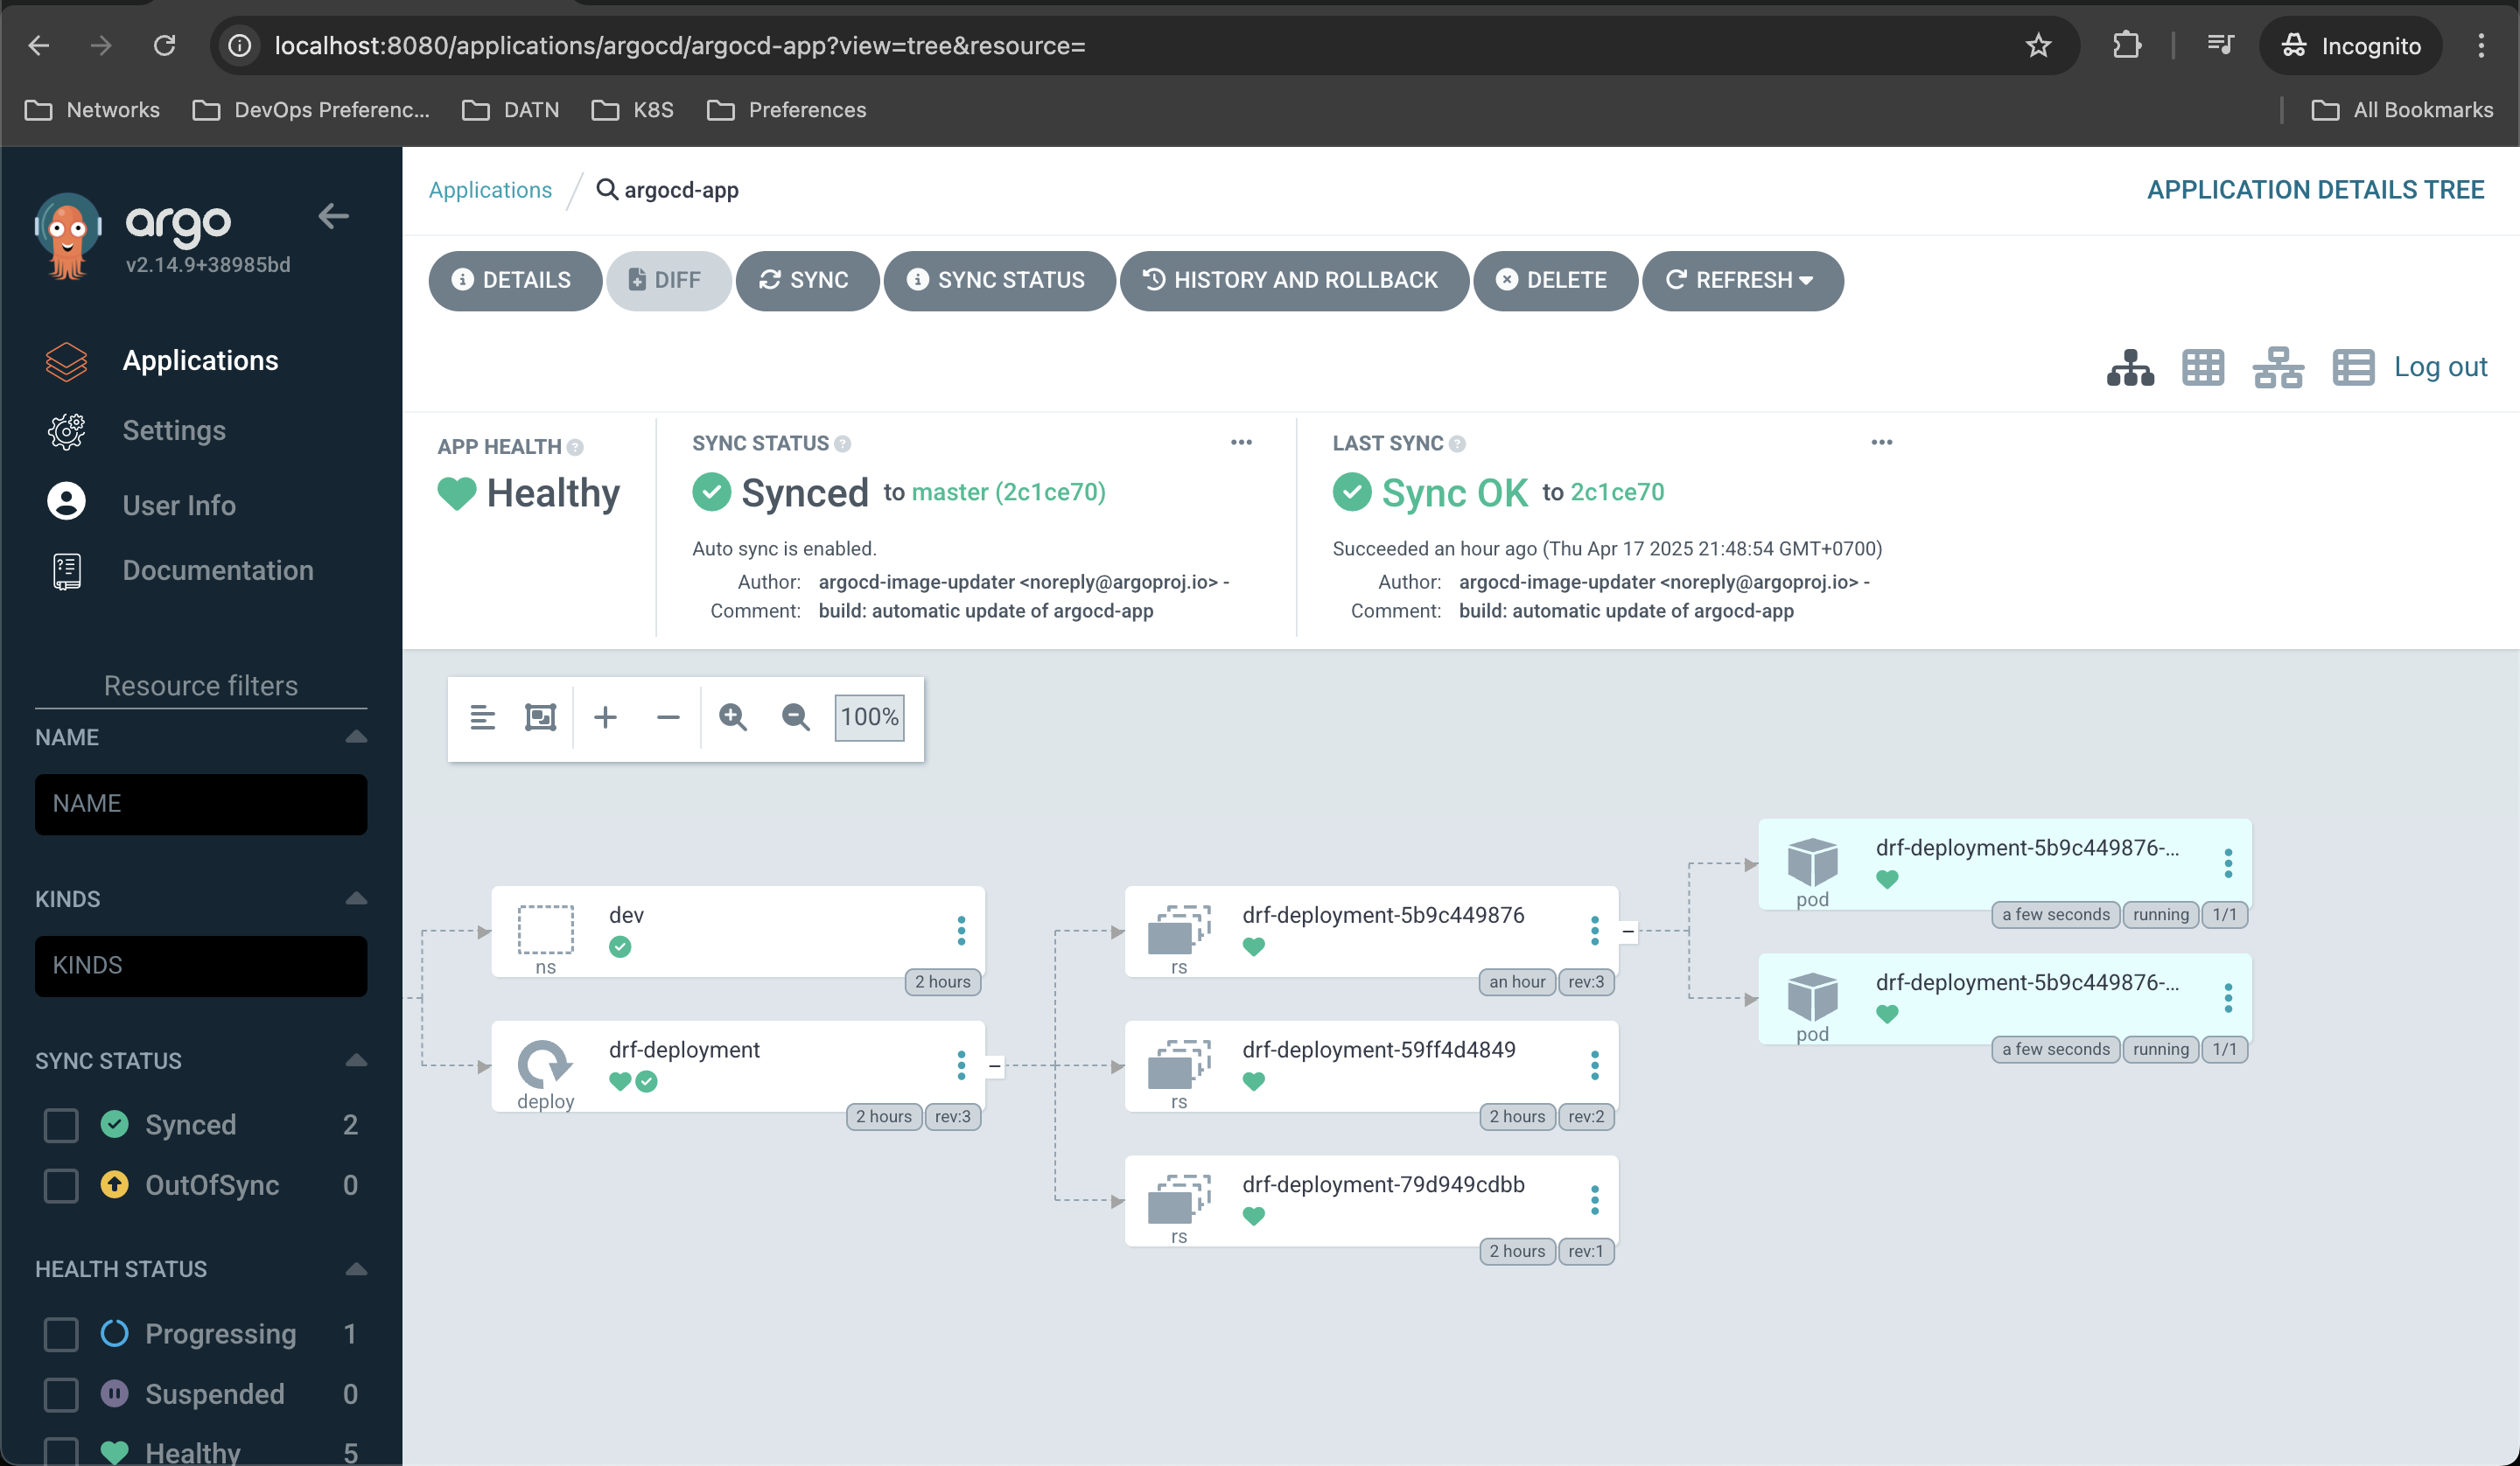 localhost:8080/applications/argocd/argocd-app?view=tree&resource=
Incognito
Networks
DevOps Preferenc...
DATN
K8S
Preferences
All Bookmarks
argo
v2.14.9+38985bd
Applications
Settings
User Info
Documentation
Resource filters
NAME
NAME
KINDS
KINDS
SYNC STATUS
Synced 2
OutOfSync 0
HEALTH STATUS
Progressing 1
Suspended 0
Healthy 5
Applications / argocd-app
APPLICATION DETAILS TREE
DETAILS
DIFF
SYNC
SYNC STATUS
HISTORY AND ROLLBACK
DELETE
REFRESH
Log out
APP HEALTH ?
Healthy
SYNC STATUS ?
Synced to master (2c1ce70)
Auto sync is enabled.
Author: argocd-image-updater <noreply@argoproj.io> -
Comment: build: automatic update of argocd-app
LAST SYNC ?
Sync OK to 2c1ce70
Succeeded an hour ago (Thu Apr 17 2025 21:48:54 GMT+0700)
Author: argocd-image-updater <noreply@argoproj.io> -
Comment: build: automatic update of argocd-app
100%
dev
ns
2 hours
drf-deployment
deploy
2 hours rev:3
drf-deployment-5b9c449876
rs
an hour rev:3
drf-deployment-59ff4d4849
rs
2 hours rev:2
drf-deployment-79d949cdbb
rs
2 hours rev:1
drf-deployment-5b9c449876-...
pod
a few seconds running 1/1
drf-deployment-5b9c449876-...
pod
a few seconds running 1/1